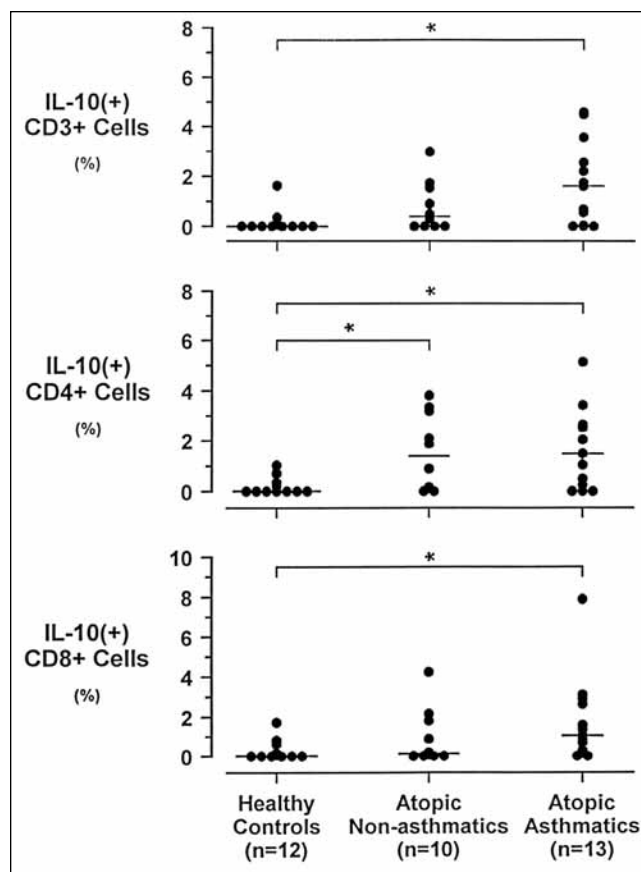 8
*
6
IL-10(+)
CD3+ Cells
4
(%)
2
0
8
*
6
*
IL-10(+)
CD4+ Cells
4
(%)
2
0
10
*
8
IL-10(+)
CD8+ Cells
6
(%)
4
2
0
Healthy Atopic Atopic
Controls Non-asthmatics Asthmatics
(n=12) (n=10) (n=13)